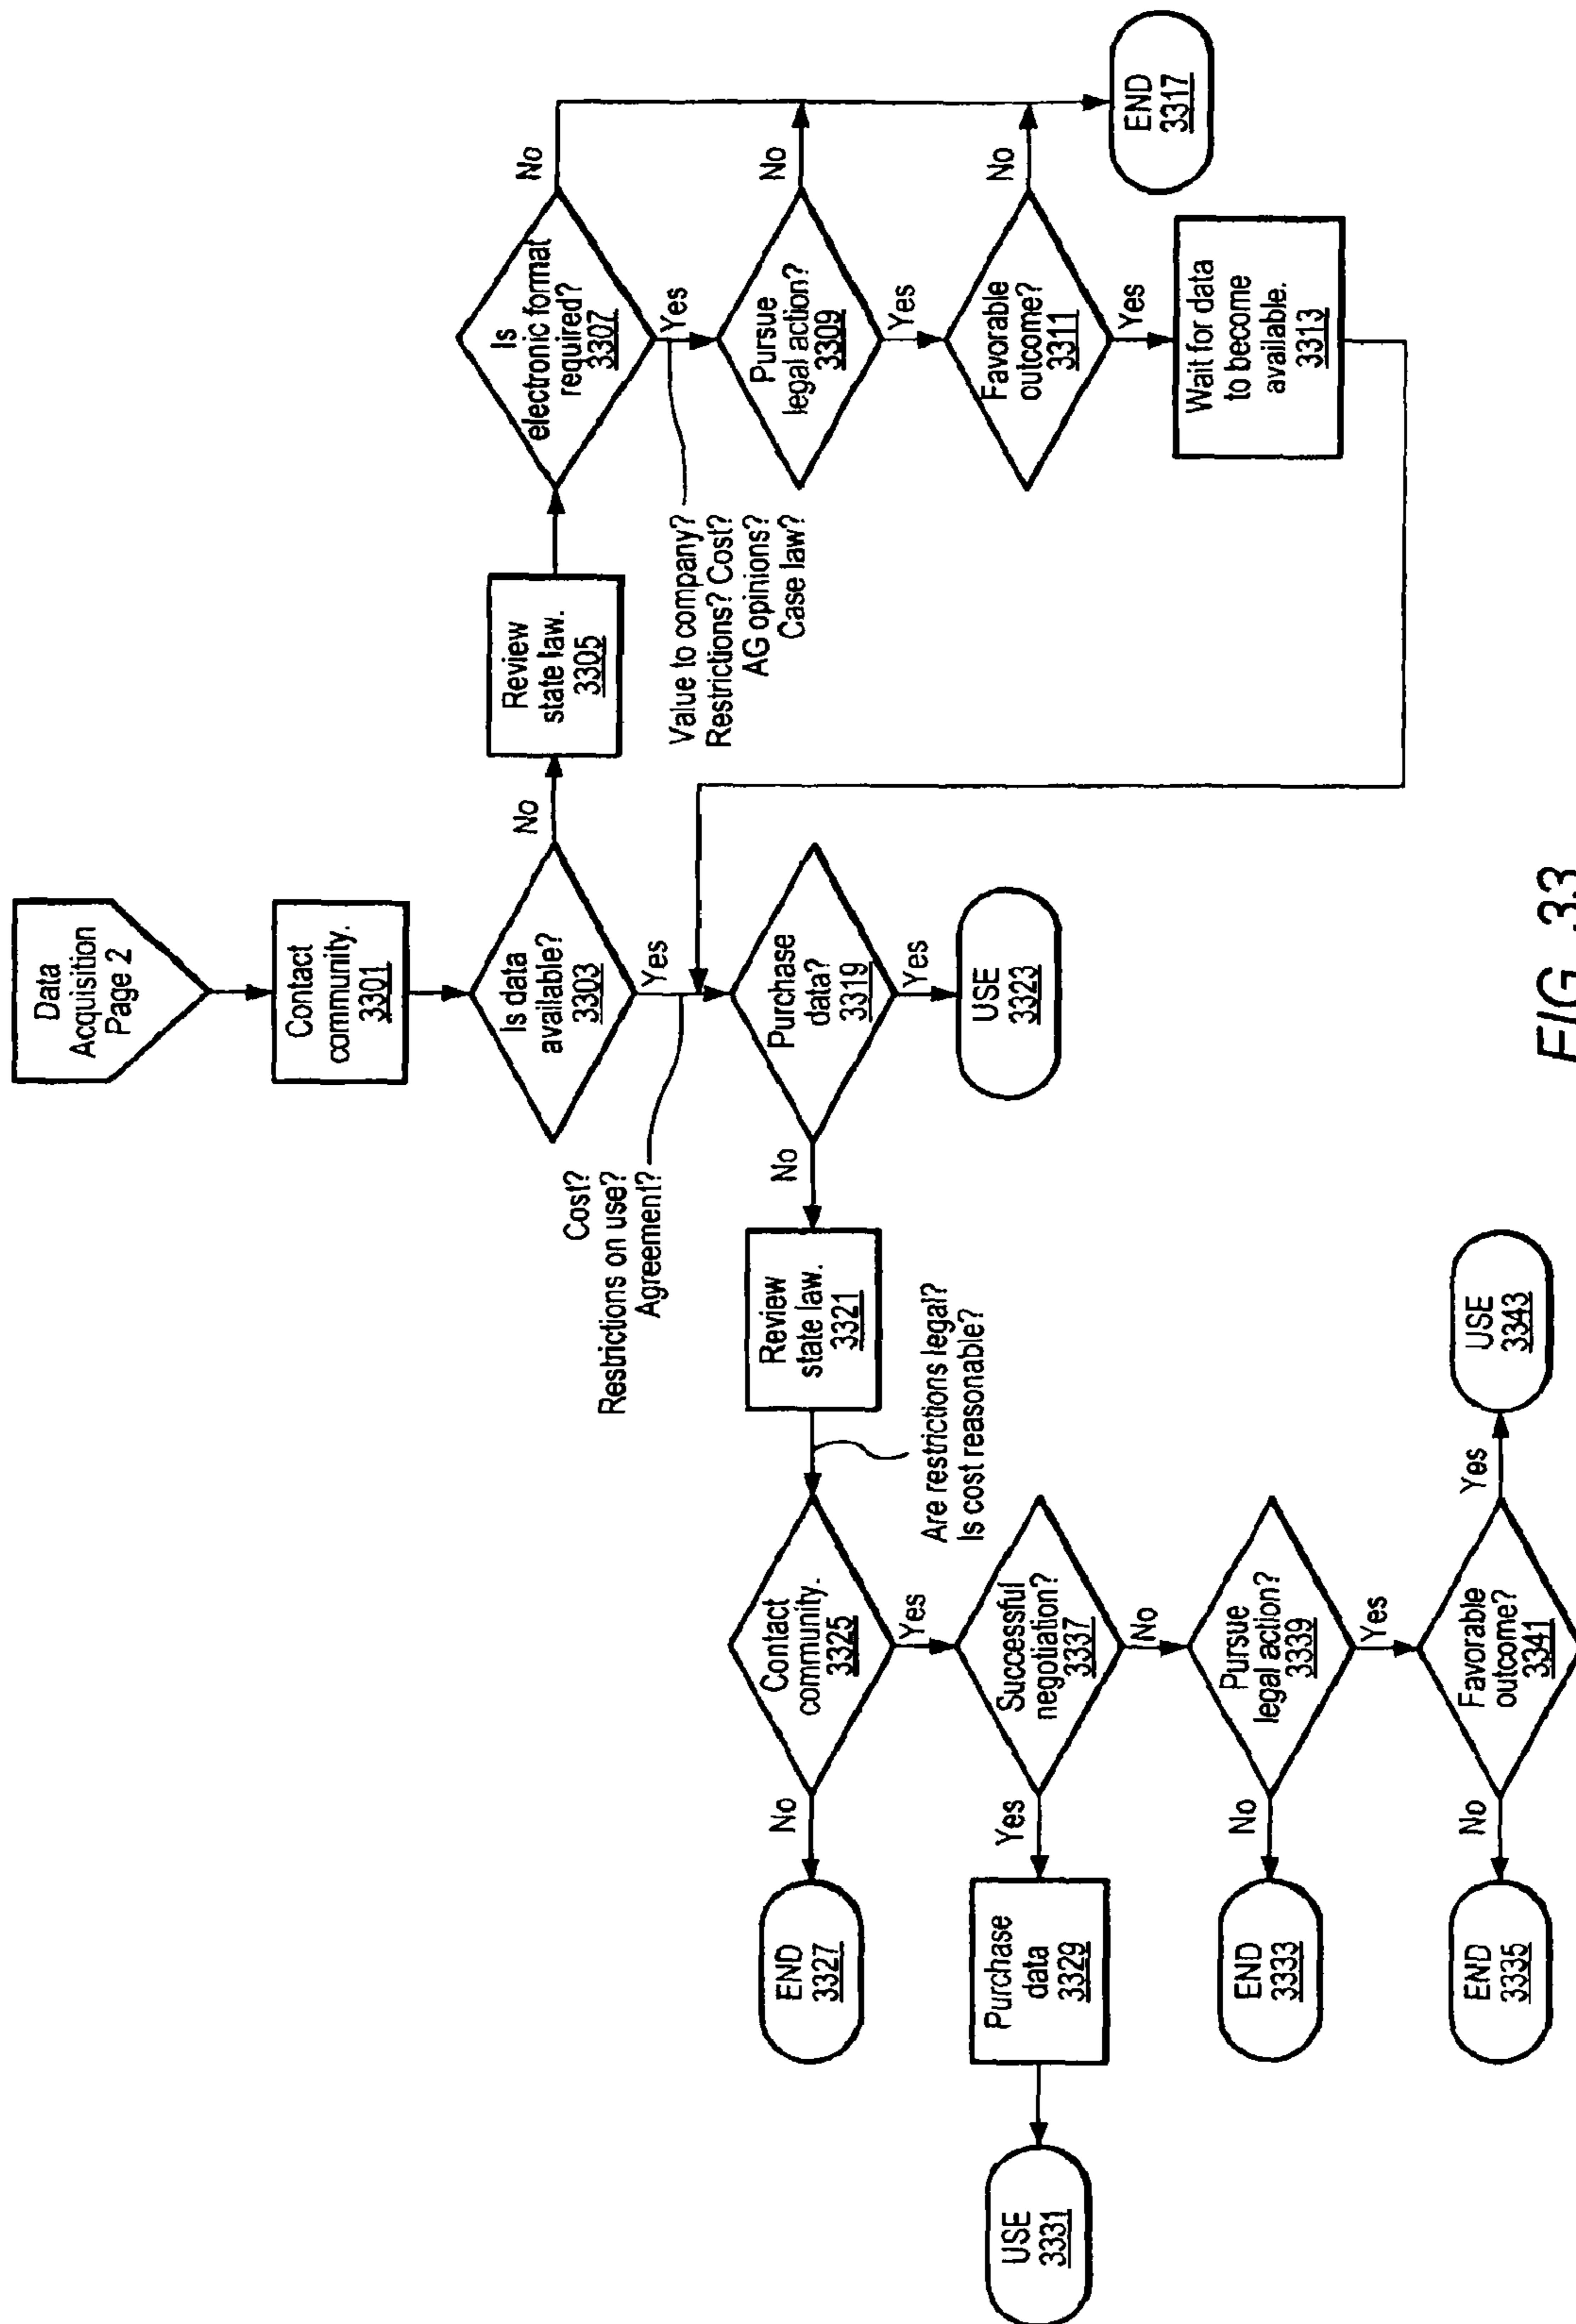 Data
Acquisition
Page 2
Contact
community.
3301
Is data
available?
3303
No
Yes
Review
state law.
3305
Is
electronic format
required?
3307
No
Yes
Value to company?
Restrictions? Cost?
AG opinions?
Case law?
Pursue
legal action?
3309
No
Yes
Favorable
outcome?
3311
No
Yes
Wait for data
to become
available.
3313
END
3317
Cost?
Restrictions on use?
Agreement?
Purchase
data?
3319
Yes
USE
3323
No
Review
state law.
3321
Are restrictions legal?
Is cost reasonable?
Contact
community.
3325
No
END
3327
Yes
Successful
negotiation?
3337
Yes
Purchase
data
3329
USE
3331
No
Pursue
legal action?
3339
No
END
3333
Yes
Favorable
outcome?
3341
No
END
3335
Yes
USE
3343
FIG. 33